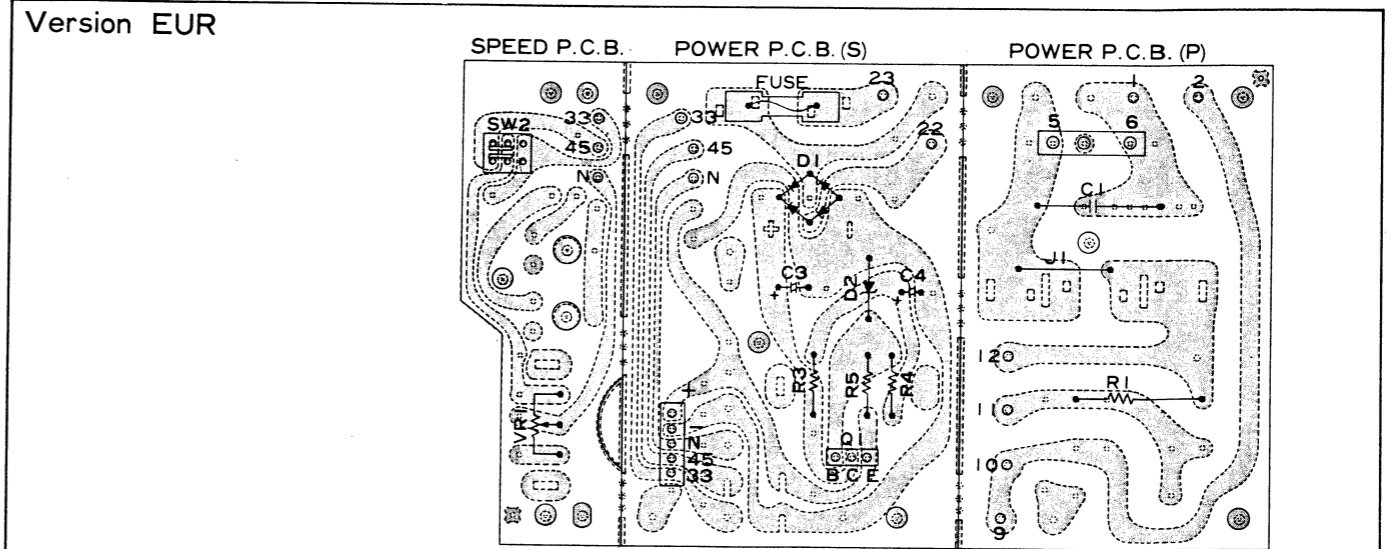 Version EUR
SPEED P.C.B.
POWER P.C.B. (S)
POWER P.C.B. (P)
FUSE
23
1
2
33
33
22
5
6
SW2
45
45
N
N
D1
C1
J1
C3
D2
C4
+
+
12
R3
R5
R4
R1
11
VR1
+
-
N
45
33
Q1
B C E
10
9